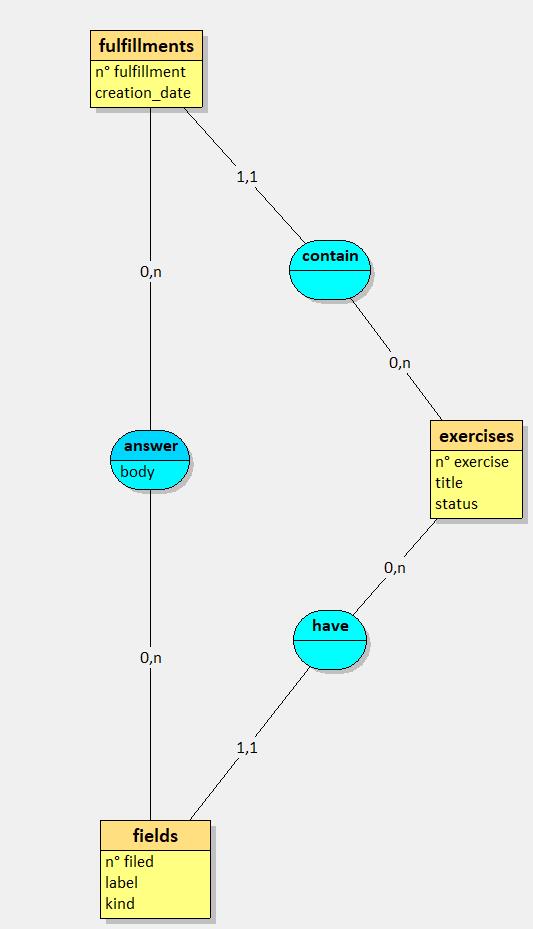 fulfillments
n° fulfillment
creation_date
1,1
contain
0,n
0,n
exercises
n° exercise
title
status
answer
body
0,n
have
0,n
1,1
fields
n° filed
label
kind